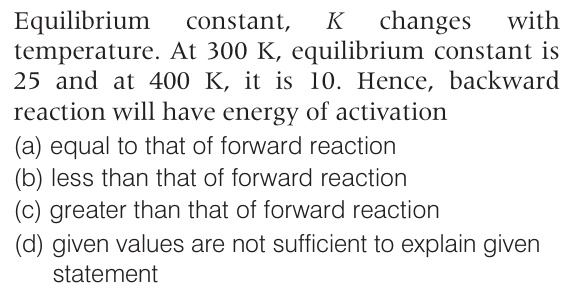 Equilibrium constant, K changes with
temperature. At 300 K, equilibrium constant is
25 and at 400 K, it is 10. Hence, backward
reaction will have energy of activation
(a) equal to that of forward reaction
(b) less than that of forward reaction
(c) greater than that of forward reaction
(d) given values are not sufficient to explain given
statement